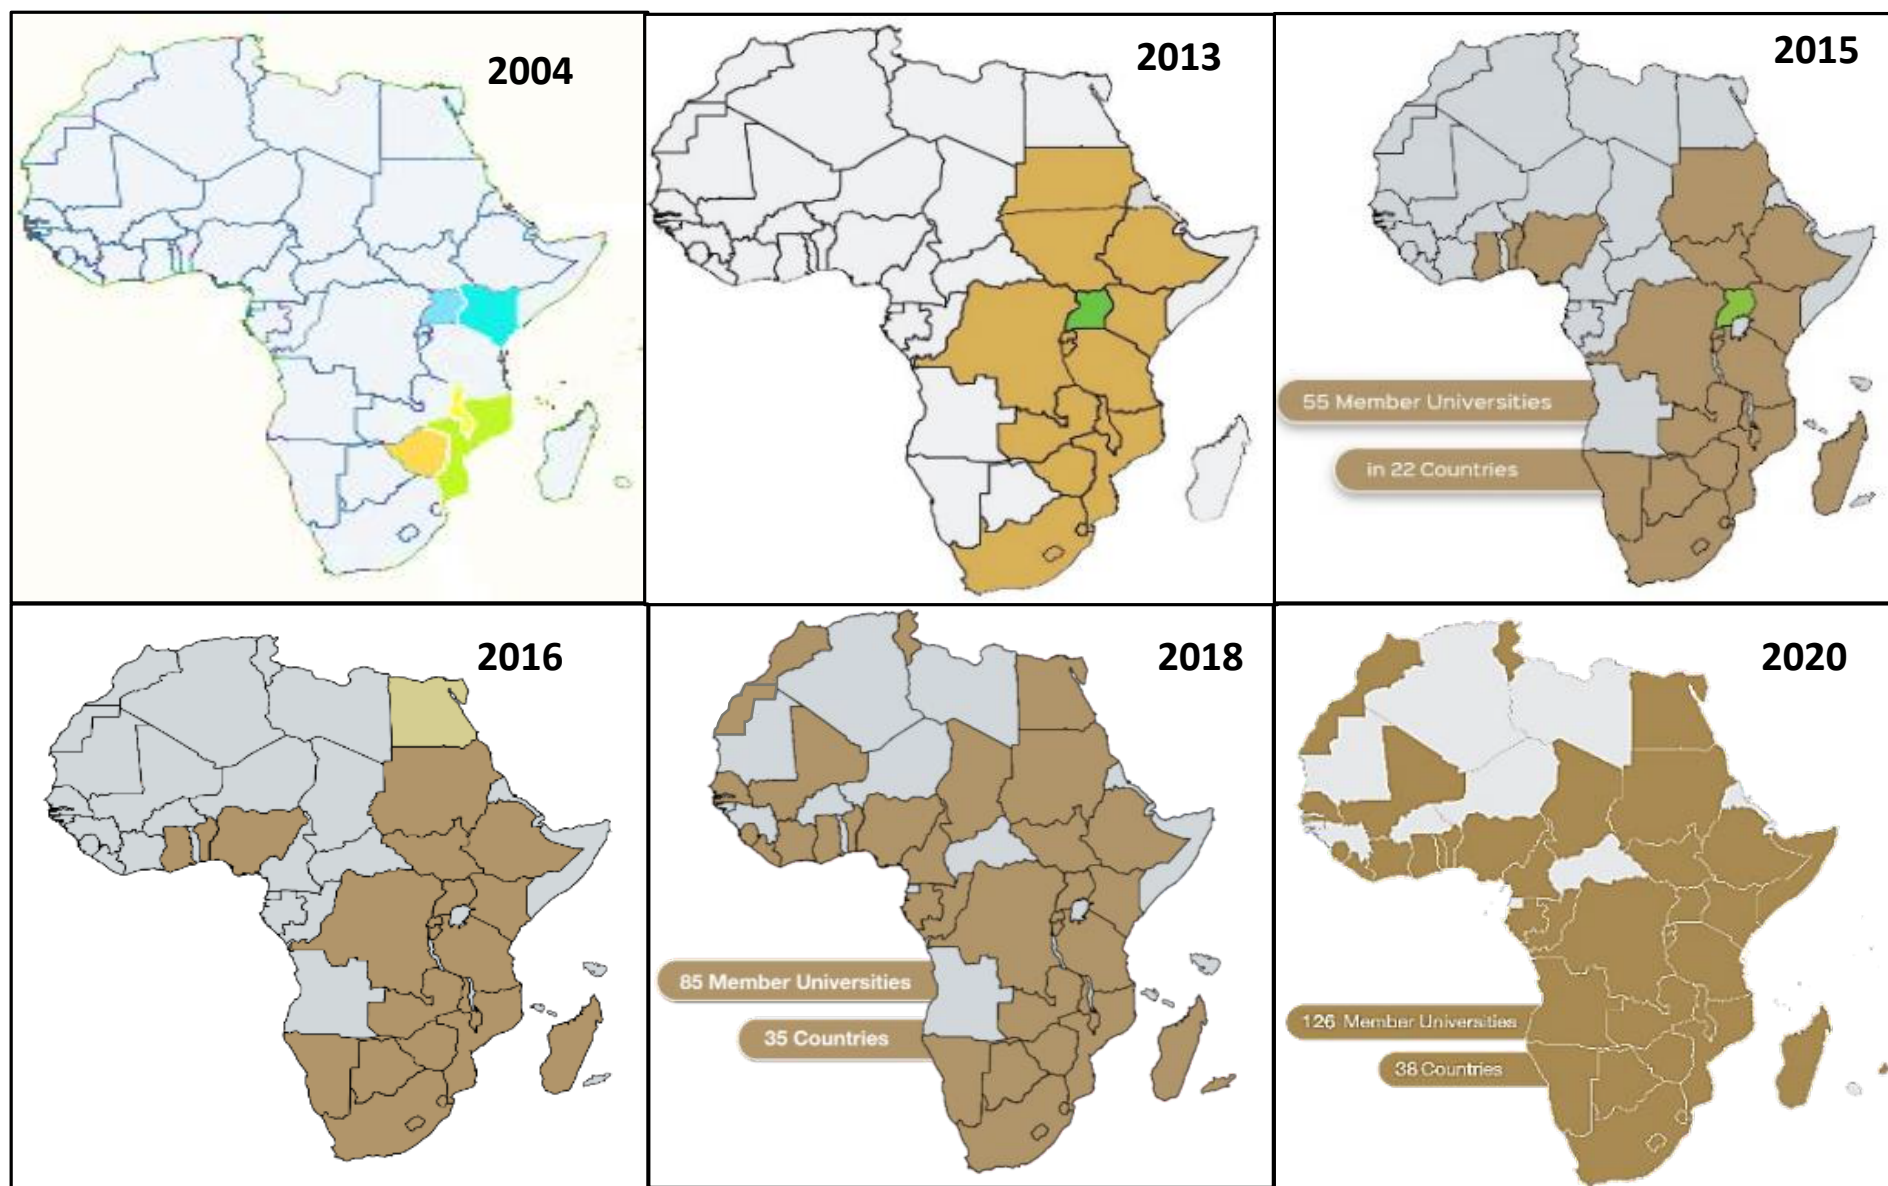 2004
2013
2015
55 Member Universities
in 22 Countries
2016
2018
85 Member Universities
35 Countries
2020
126 Member Universities
38 Countries